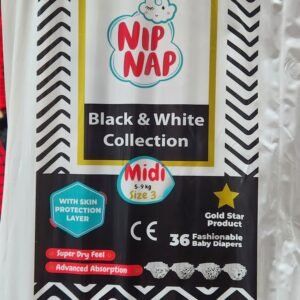 NIP
NAP
Black & White
Collection
Midi
5-9 kg
Size 3
WITH SKIN
PROTECTION
LAYER
Gold Star
Product
CE
36 Fashionable
Baby Diapers
Super Dry Feel
Advanced Absorption